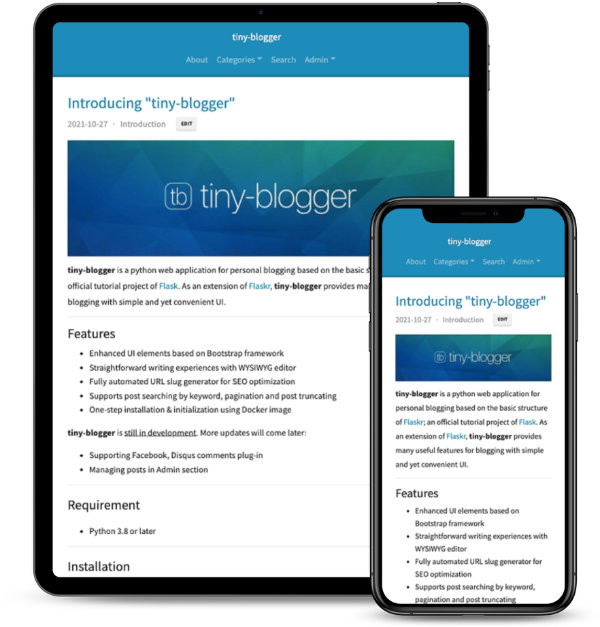 tiny-blogger
About Categories Search Admin
Introducing "tiny-blogger"
2021-10-27 · Introduction EDIT
tb tiny-blogger
tiny-blogger is a python web application for personal blogging based on the basic s
official tutorial project of Flask. As an extension of Flaskr, tiny-blogger provides ma
blogging with simple and yet convenient UI.
Features
• Enhanced UI elements based on Bootstrap framework
• Straightforward writing experiences with WYSIWYG editor
• Fully automated URL slug generator for SEO optimization
• Supports post searching by keyword, pagination and post truncating
• One-step installation & initialization using Docker image
tiny-blogger is still in development. More updates will come later:
• Supporting Facebook, Disqus comments plug-in
• Managing posts in Admin section
Requirement
• Python 3.8 or later
Installation
tiny-blogger
About Categories Search Admin
Introducing "tiny-blogger"
2021-10-27 · Introduction EDIT
tb tiny-blogger
tiny-blogger is a python web application for
personal blogging based on the basic structure
of Flaskr; an official tutorial project of Flask. As
an extension of Flaskr, tiny-blogger provides
many useful features for blogging with simple
and yet convenient UI.
Features
• Enhanced UI elements based on
Bootstrap framework
• Straightforward writing experiences with
WYSIWYG editor
• Fully automated URL slug generator for
SEO optimization
• Supports post searching by keyword,
pagination and post truncating